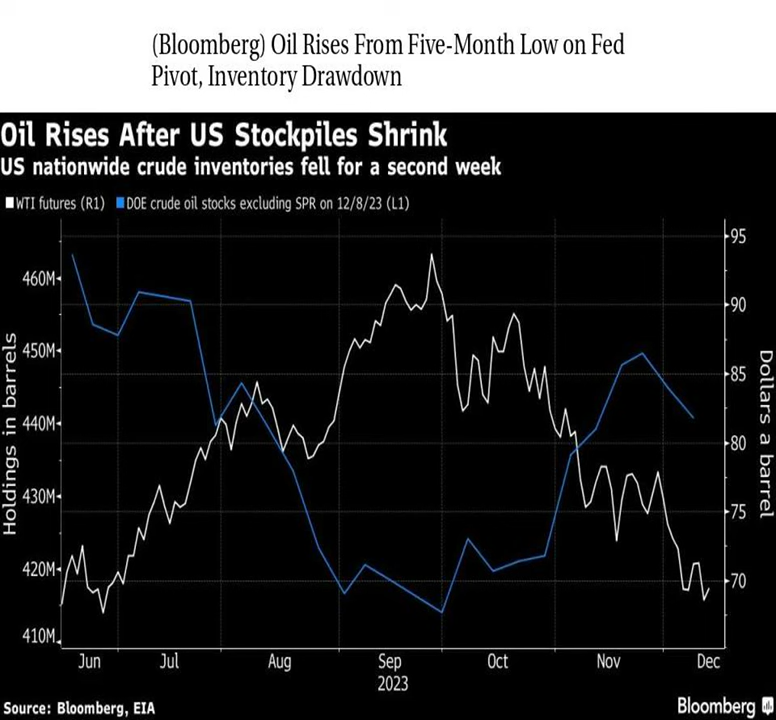 (Bloomberg) Oil Rises From Five-Month Low on Fed
Pivot, Inventory Drawdown
Oil Rises After US Stockpiles Shrink
US nationwide crude inventories fell for a second week
WTI futures (R1) DOE crude oil stocks excluding SPR on 12/8/23 (L1)
460M
450M
440M
430M
420M
410M
Holdings in barrels
95
90
85
80
75
70
Dollars a barrel
Jun Jul Aug Sep Oct Nov Dec
2023
Source: Bloomberg, EIA
Bloomberg